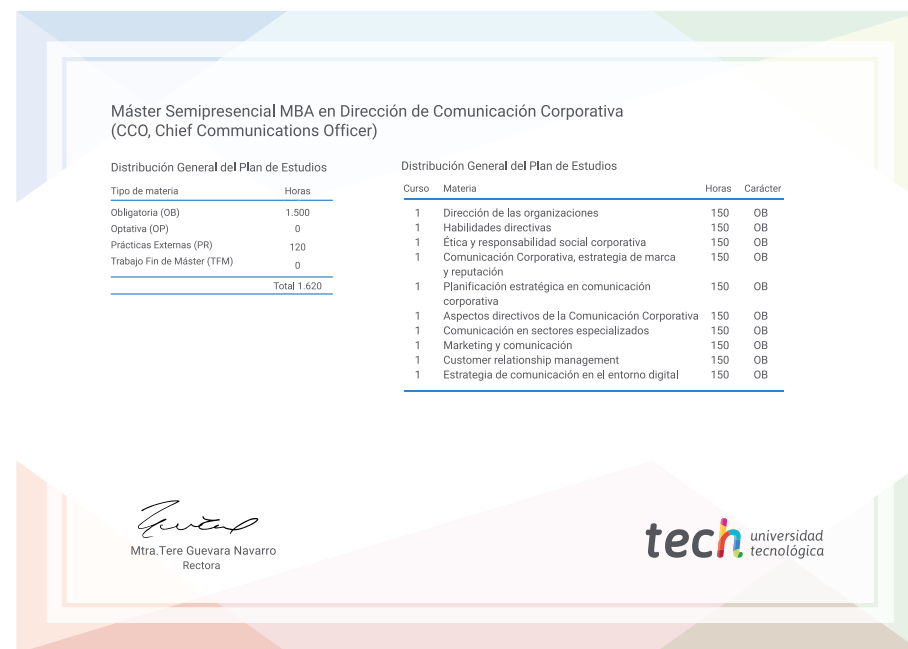 Máster Semipresencial MBA en Dirección de Comunicación Corporativa
(CCO, Chief Communications Officer)
Distribución General del Plan de Estudios
Tipo de materia Horas
Obligatoria (OB) 1.500
Optativa (OP) 0
Prácticas Externas (PR) 120
Trabajo Fin de Máster (TFM) 0
Total 1.620
Distribución General del Plan de Estudios
Curso Materia Horas Carácter
1 Dirección de las organizaciones 150 OB
1 Habilidades directivas 150 OB
1 Ética y responsabilidad social corporativa 150 OB
1 Comunicación Corporativa, estrategia de marca 150 OB
y reputación
1 Planificación estratégica en comunicación 150 OB
corporativa
1 Aspectos directivos de la Comunicación Corporativa 150 OB
1 Comunicación en sectores especializados 150 OB
1 Marketing y comunicación 150 OB
1 Customer relationship management 150 OB
1 Estrategia de comunicación en el entorno digital 150 OB
Mtra.Tere Guevara Navarro
Rectora
tech universidad
tecnológica